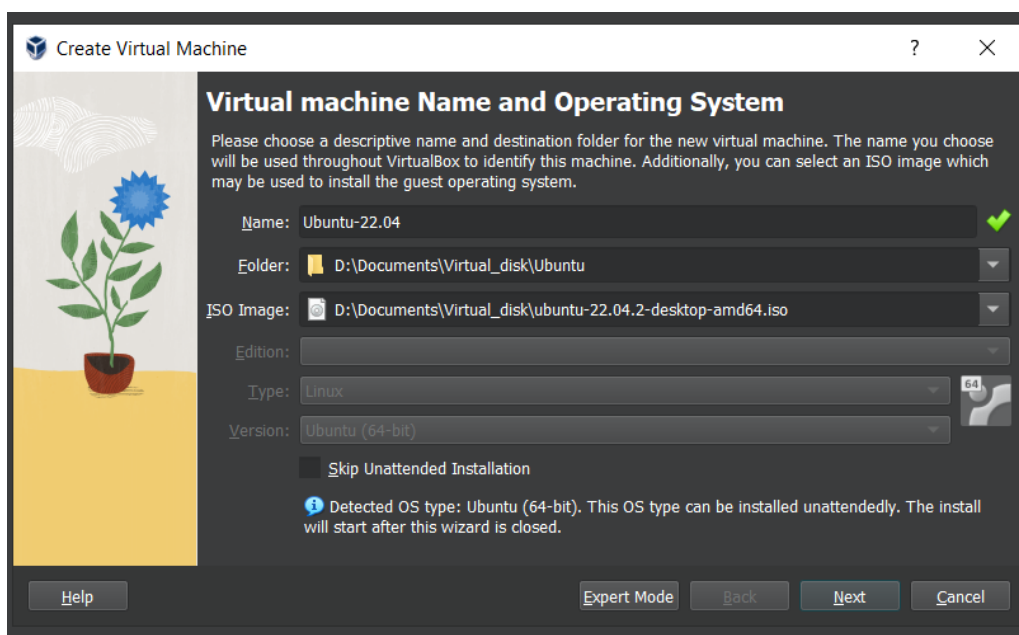 Create Virtual Machine
?
Virtual machine Name and Operating System
Please choose a descriptive name and destination folder for the new virtual machine. The name you choose
will be used throughout VirtualBox to identify this machine. Additionally, you can select an ISO image which
may be used to install the guest operating system.
Name: Ubuntu-22.04
Folder: D:\Documents\Virtual_disk\Ubuntu
ISO Image: D:\Documents\Virtual_disk\ubuntu-22.04.2-desktop-amd64.iso
Edition:
Type: Linux 64
Version: Ubuntu (64-bit)
Skip Unattended Installation
Detected OS type: Ubuntu (64-bit). This OS type can be installed unattendedly. The install
will start after this wizard is closed.
Help Expert Mode Back Next Cancel